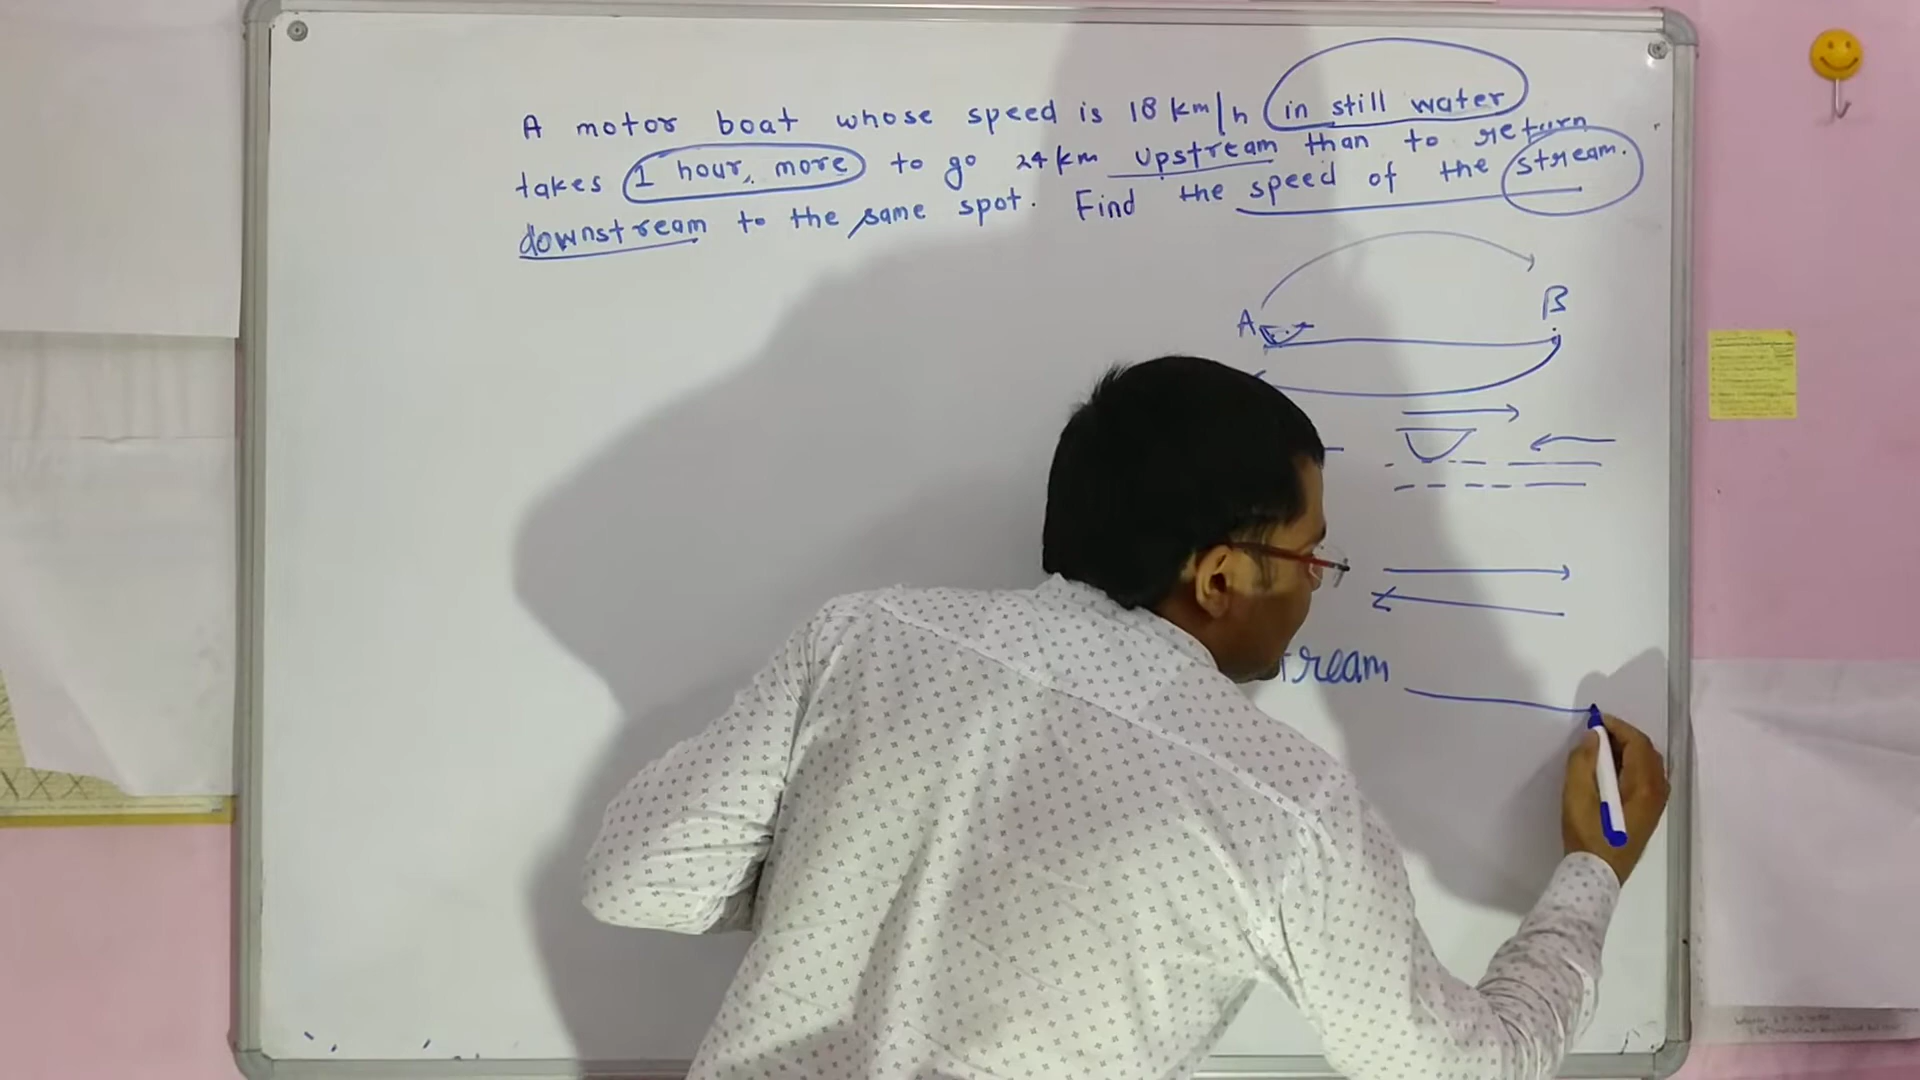 A motor boat whose speed is 18 km/h in still water
takes 1 hour, more to go 24 km upstream than to return
downstream to the same spot. Find the speed of the stream.
A
B
tream